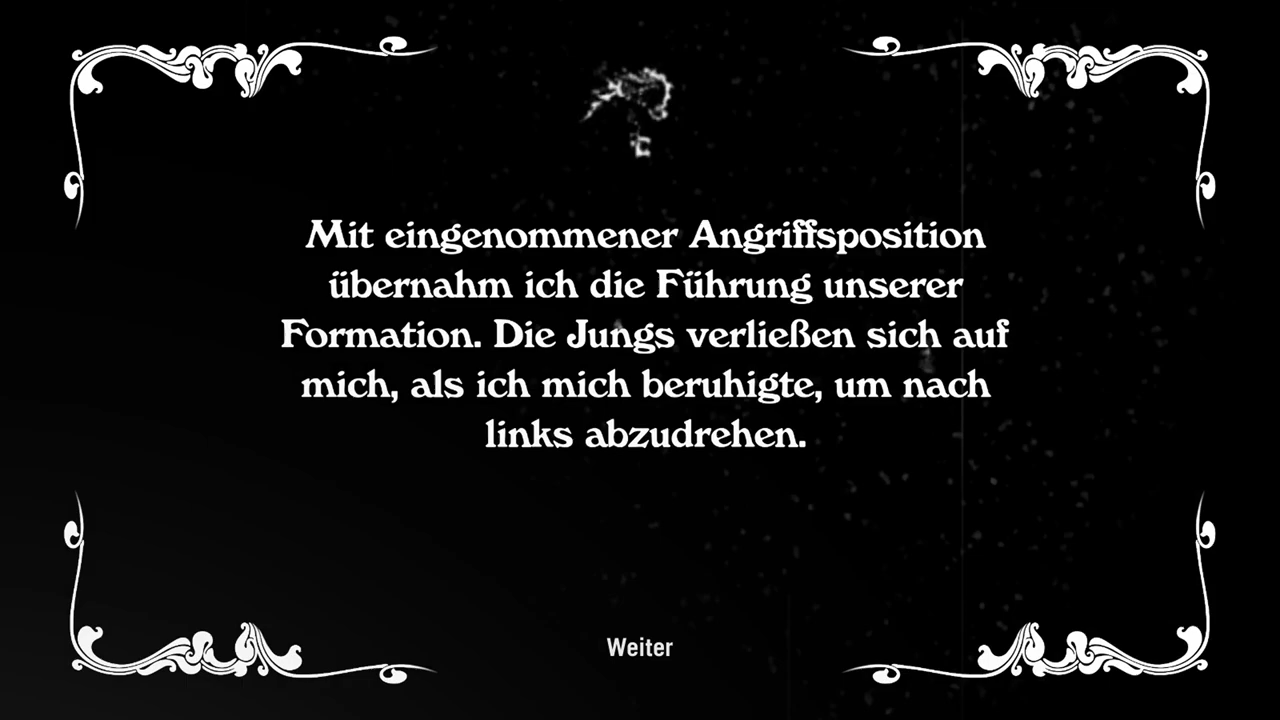 Mit eingenommener Angriffsposition
übernahm ich die Führung unserer
Formation. Die Jungs verließen sich auf
mich, als ich mich beruhigte, um nach
links abzudrehen.
Weiter